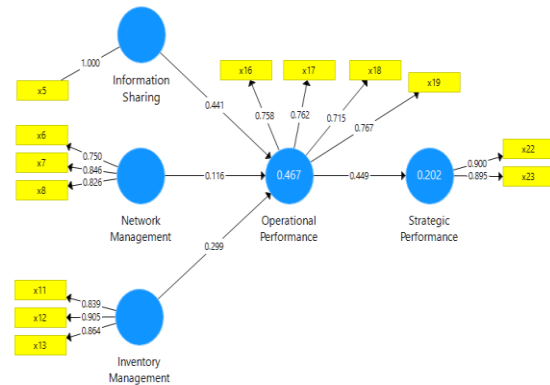 x5
1.000
Information
Sharing
0.441
x16
x17
x18
x19
0.758
0.762
0.715
0.767
x6
x7
x8
0.750
0.846
0.826
Network
Management
0.116
0.467
Operational
Performance
0.449
0.202
Strategic
Performance
0.900
0.895
x22
x23
0.299
x11
x12
x13
0.839
0.905
0.864
Inventory
Management